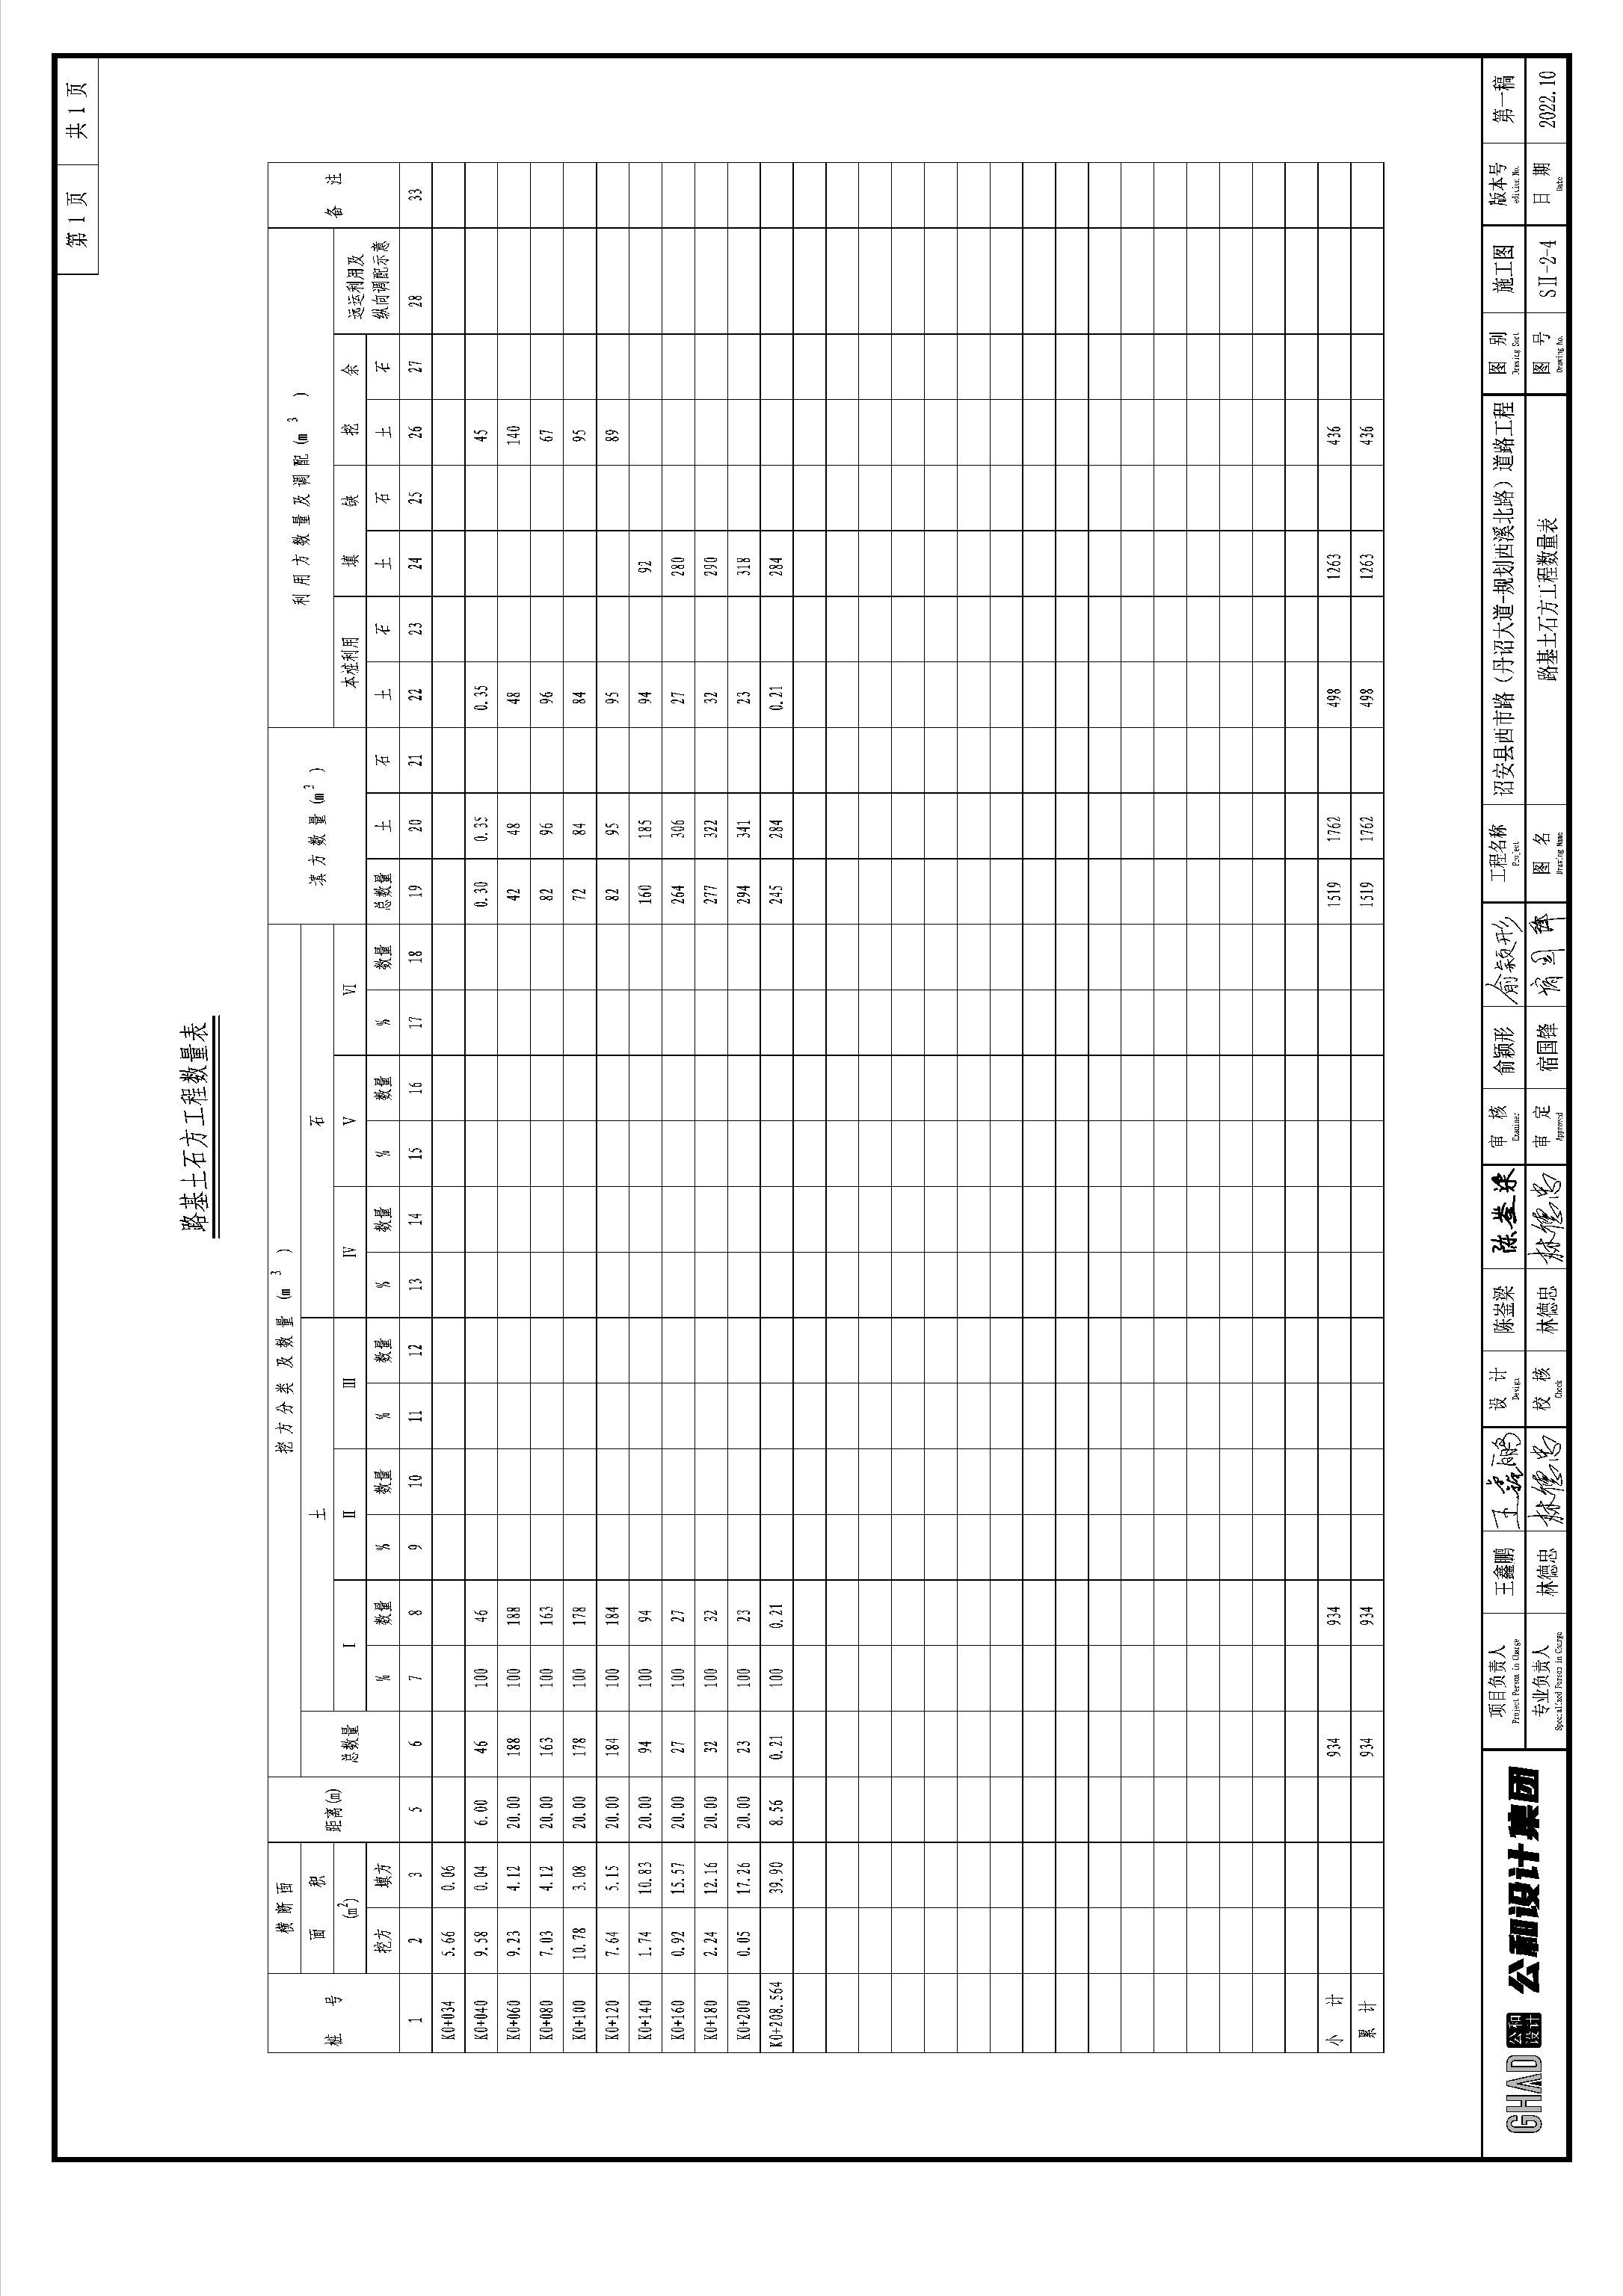 第 1 页 共 1 页
路基土石方工程数量表
桩 号 横 断 面 面 积 (m²) 距离(m) 挖 方 分 类 及 数 量 (m³) 填 方 数 量 (m³) 利 用 方 数 量 及 调 配 (m³) 备 注
总数量 土 石 本桩利用 填 缺 挖 余 远运利用及纵向调配示意
I II III IV V VI
挖方 填方 % 数量 % 数量 % 数量 % 数量 % 数量 % 数量 总数量 土 石 土 石 土 石 土 石
1 2 3 5 6 7 8 9 10 11 12 13 14 15 16 17 18 19 20 21 22 23 24 25 26 27 28 33
K0+034 5.66 0.06
K0+040 9.58 0.04 6.00 46 100 46 0.30 0.35 0.35 45
K0+060 9.23 4.12 20.00 188 100 188 42 48 48 140
K0+080 7.03 4.12 20.00 163 100 163 82 96 96 67
K0+100 10.78 3.08 20.00 178 100 178 72 84 84 95
K0+120 7.64 5.15 20.00 184 100 184 82 95 95 89
K0+140 1.74 10.83 20.00 94 100 94 160 185 94 92
K0+160 0.92 15.57 20.00 27 100 27 264 306 27 280
K0+180 2.24 12.16 20.00 32 100 32 277 322 32 290
K0+200 0.05 17.26 20.00 23 100 23 294 341 23 318
K0+208.564 39.90 8.56 0.21 100 0.21 245 284 0.21 284
小 计 934 934 1519 1762 498 1263 436
累 计 934 934 1519 1762 498 1263 436
GHAD 公和设计 公和设计集团
项目负责人 王鑫鹏 设 计 陈崟梁 审 核 俞颖彤 工程名称 诏安县西市路（丹诏大道-规划西溪北路）道路工程 图 别 施工图 版本号 第一稿
Project Person in Charge Design Examinec Project Drawing Sort edition No.
专业负责人 林德忠 校 核 林德忠 审 定 宿国锋 图 名 路基土石方工程数量表 图 号 SII-2-4 日 期 2022.10
Specialized Person in Charge Check Approved Drawing Name Drawing No. Date